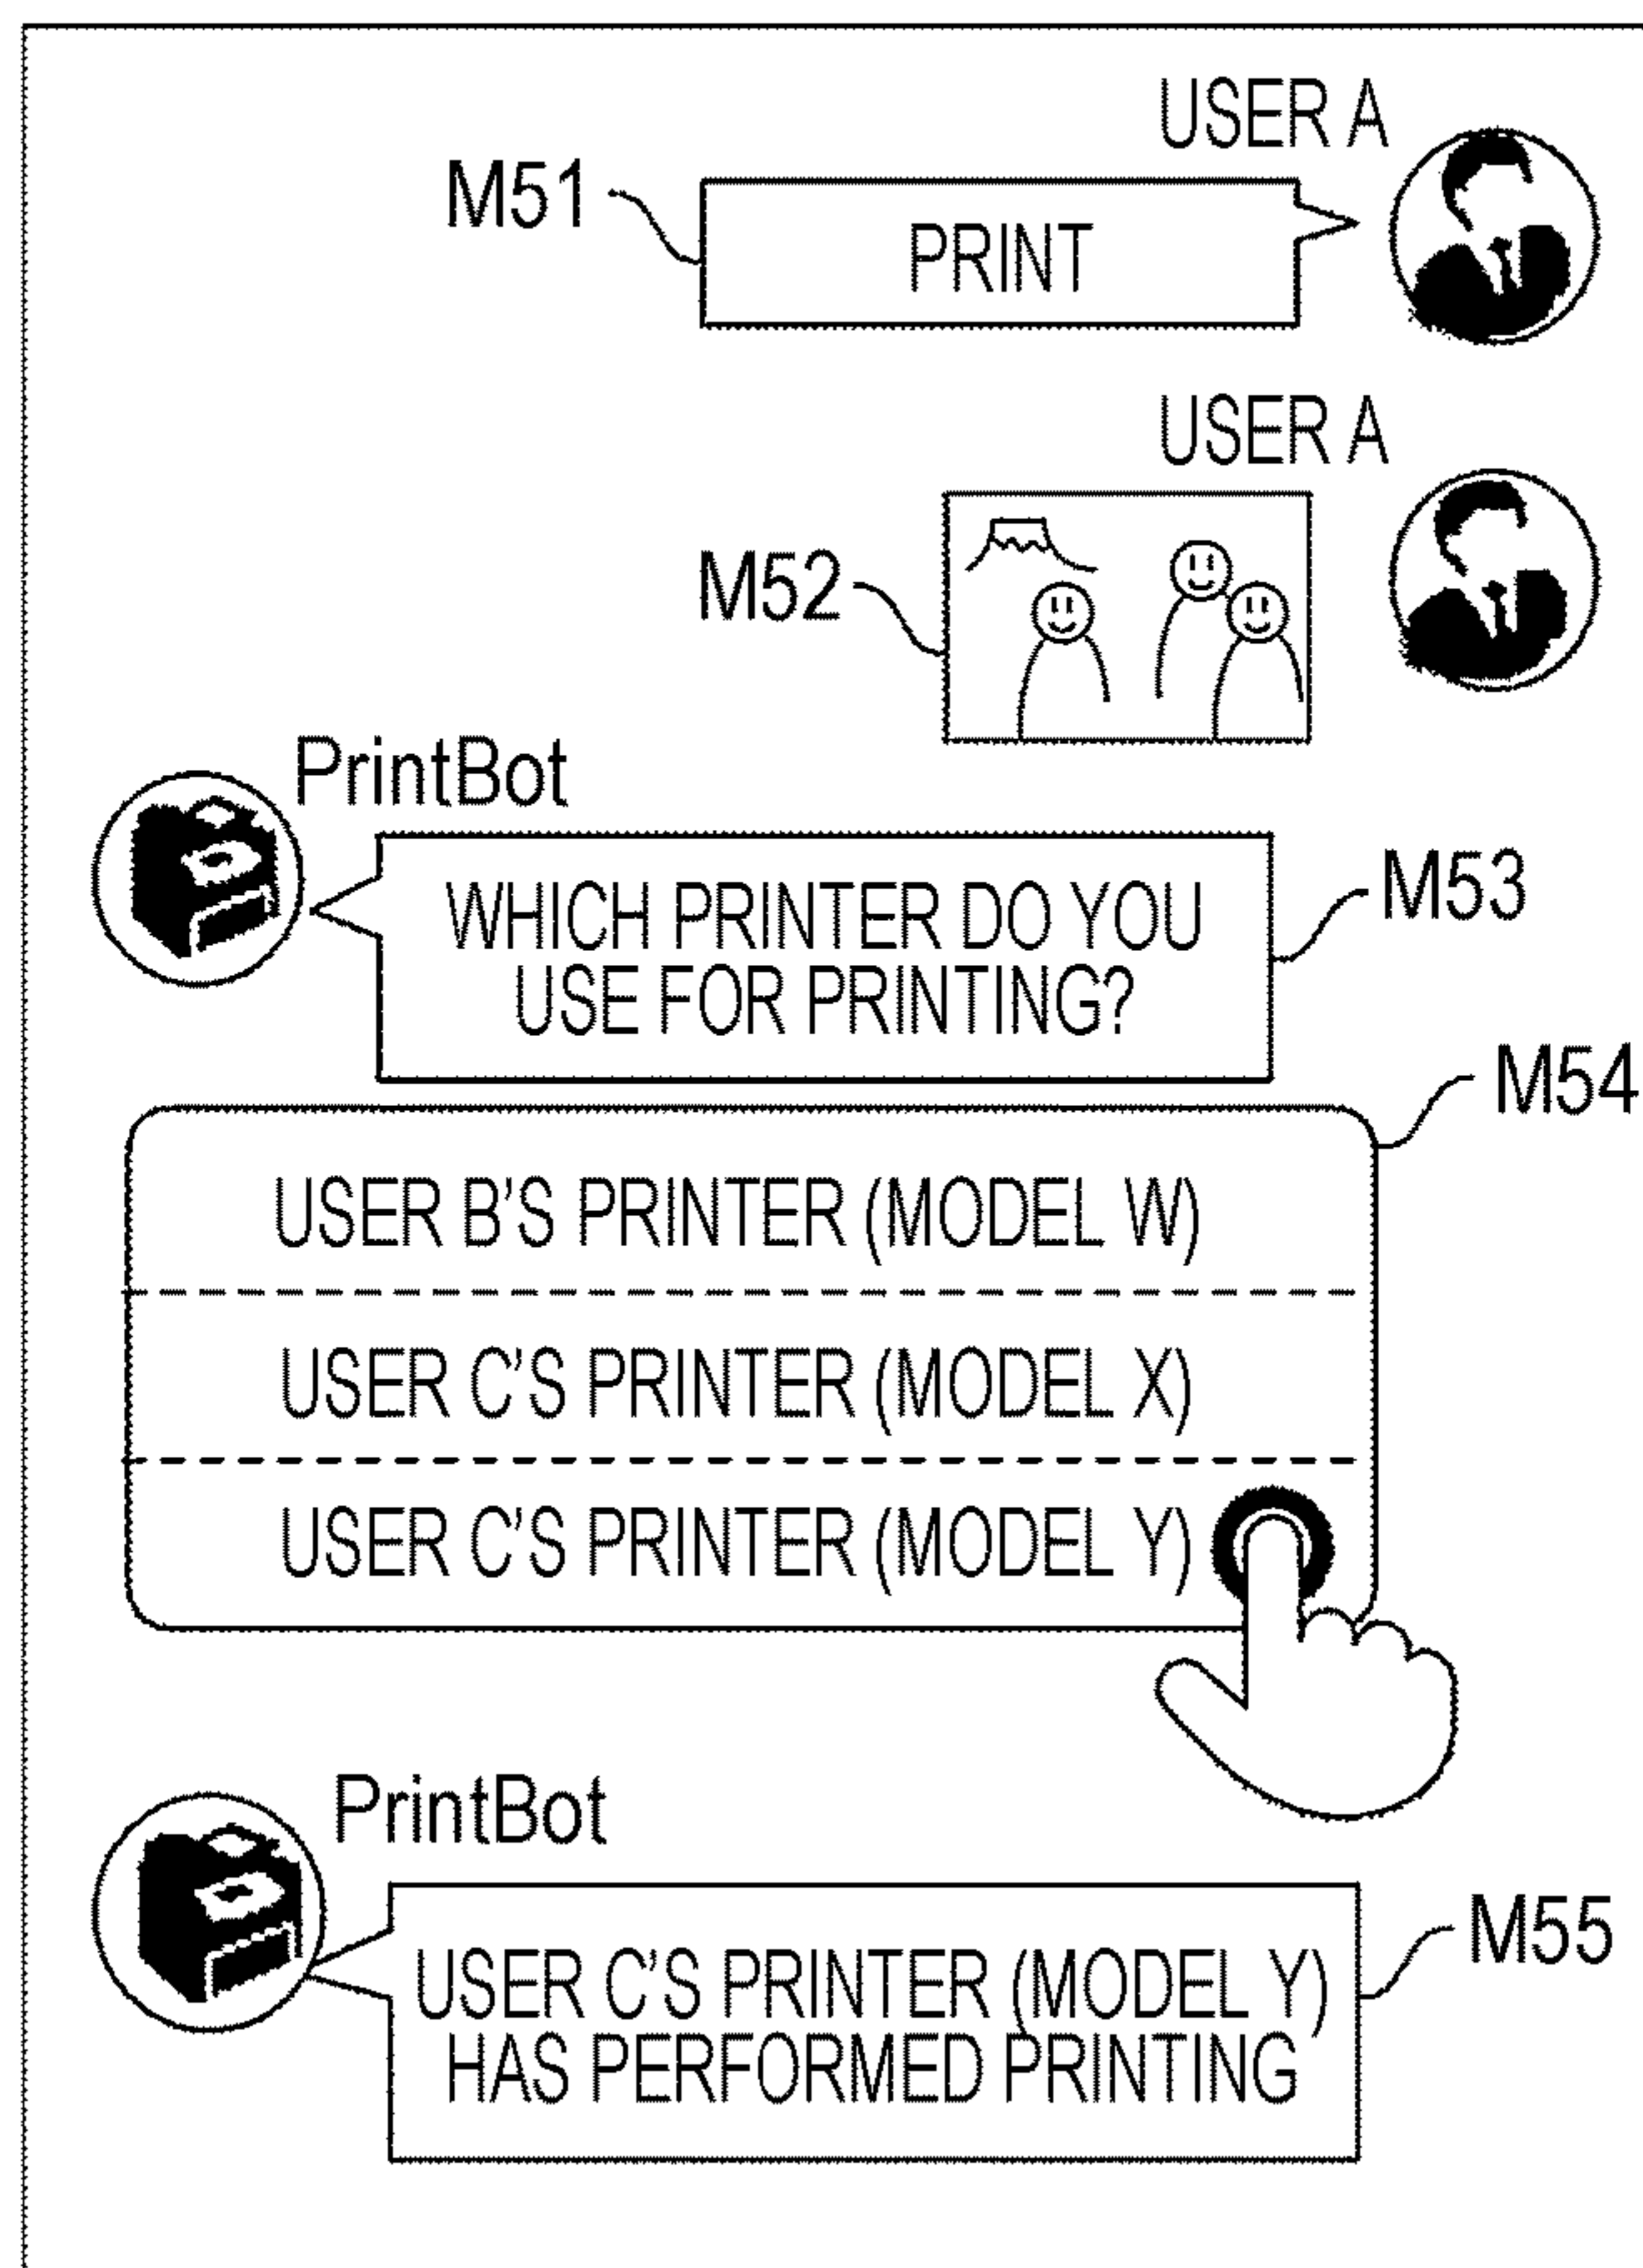 USER A
M51
PRINT
USER A
M52
PrintBot
WHICH PRINTER DO YOU
USE FOR PRINTING?
M53
M54
USER B'S PRINTER (MODEL W)
USER C'S PRINTER (MODEL X)
USER C'S PRINTER (MODEL Y)
PrintBot
USER C'S PRINTER (MODEL Y)
HAS PERFORMED PRINTING
M55